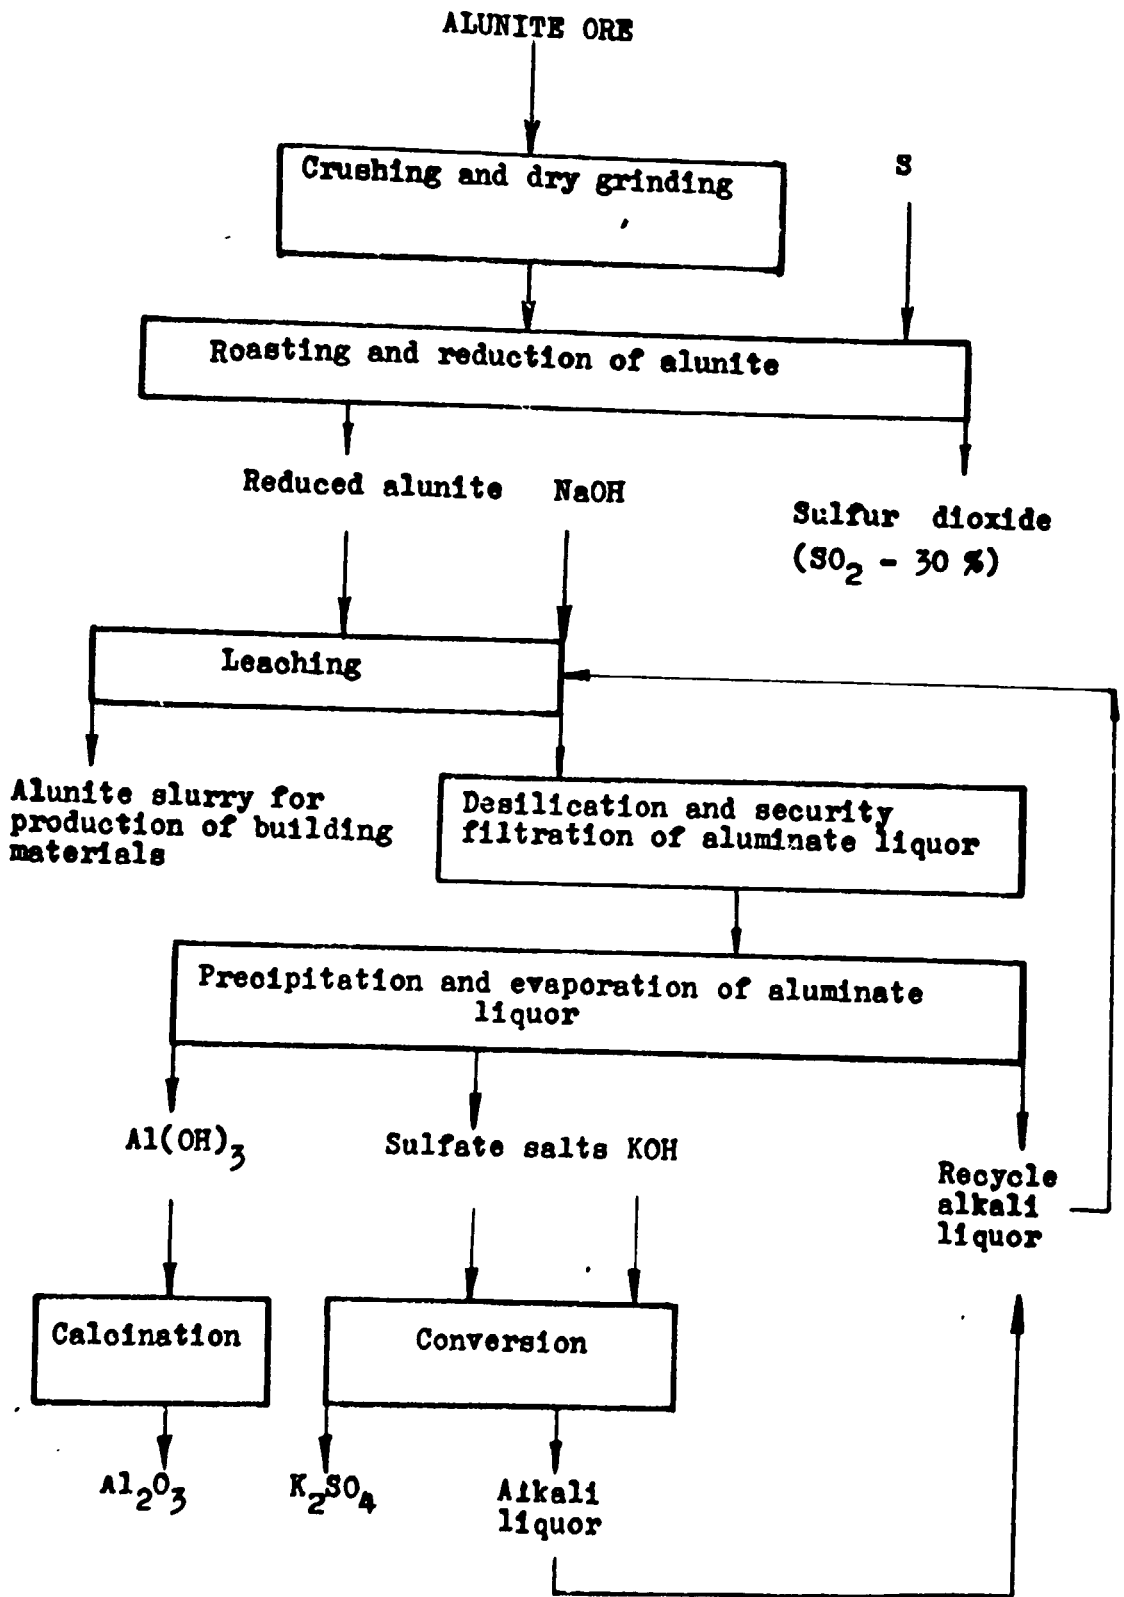 ALUNITE ORE
Crushing and dry grinding
S
Roasting and reduction of alunite
Reduced alunite
NaOH
Sulfur dioxide
(SO₂ - 30 %)
Leaching
Alunite slurry for
production of building
materials
Desilication and security
filtration of aluminate liquor
Precipitation and evaporation of aluminate
liquor
Al(OH)₃
Sulfate salts
KOH
Recycle
alkali
liquor
Calcination
Conversion
Al₂O₃
K₂SO₄
Alkali
liquor